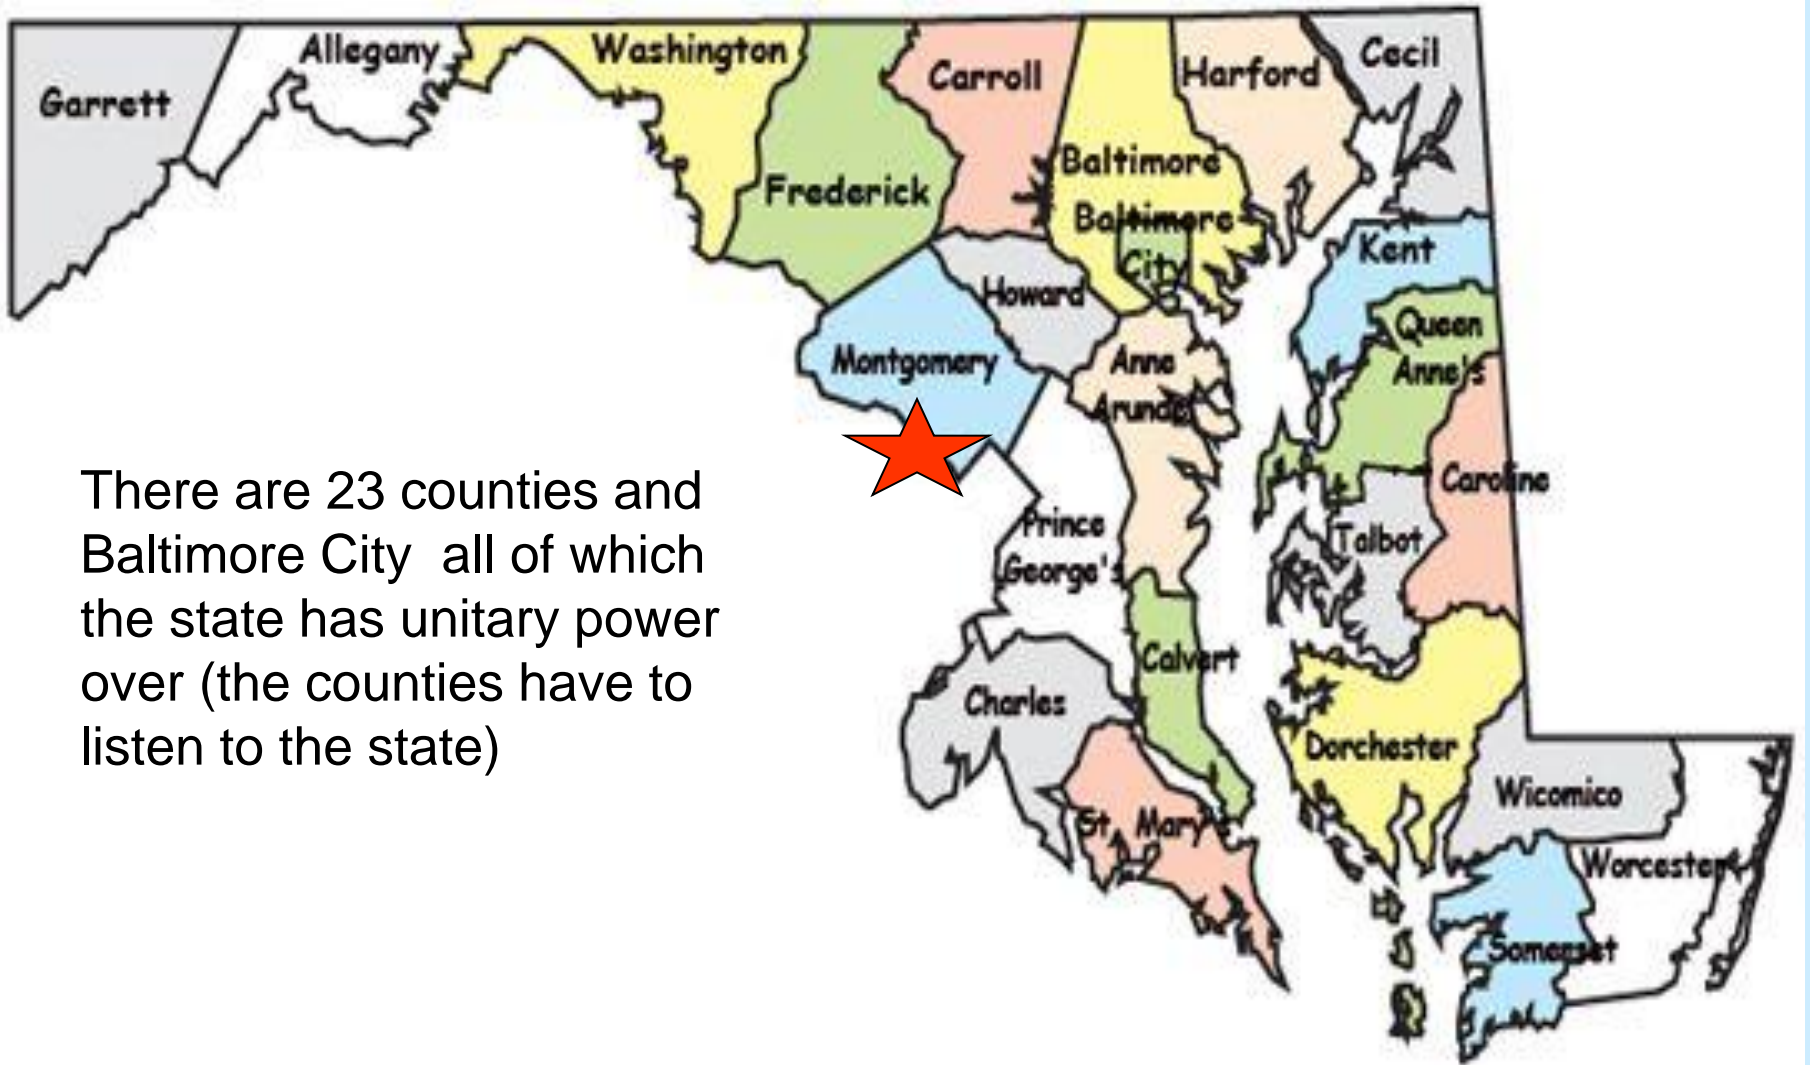 Garrett
Allegany
Washington
Frederick
Carroll
Baltimore
Baltimore
City
Harford
Cecil
Kent
Queen
Anne's
Howard
Montgomery
Anne
Arundel
Caroline
Talbot
Prince
George's
Calvert
Charles
St. Mary's
Dorchester
Wicomico
Worcester
Somerset
There are 23 counties and
Baltimore City  all of which
the state has unitary power
over (the counties have to
listen to the state)